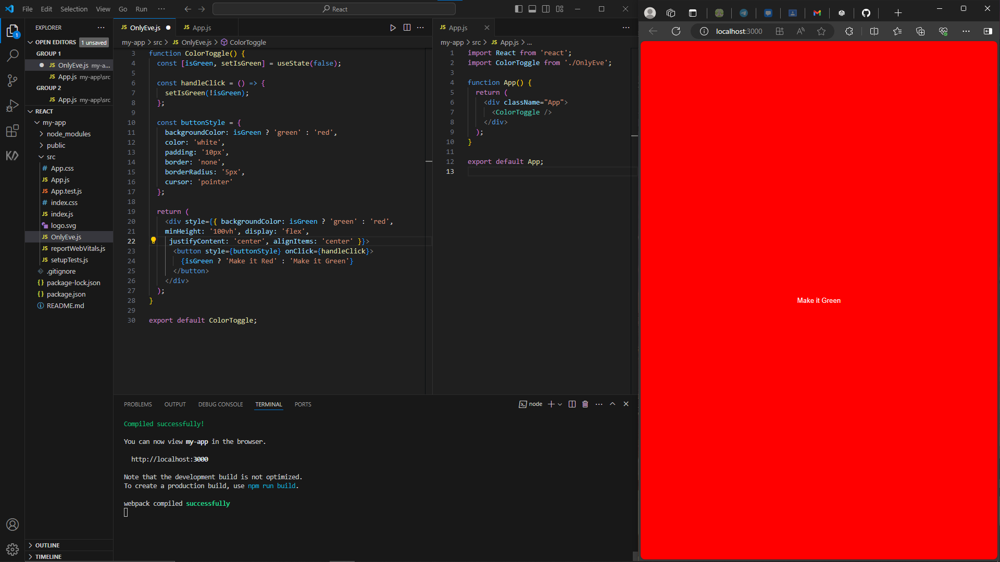 File Edit Selection View Go Run ··· React
EXPLORER ···
OPEN EDITORS 1 unsaved
GROUP 1
JS OnlyEve.js my-a...
JS App.js my-app\src
GROUP 2
JS App.js my-app\src
REACT
my-app
node_modules
public
src
# App.css
JS App.js
JS App.test.js
# index.css
JS index.js
logo.svg
JS OnlyEve.js
JS reportWebVitals.js
JS setupTests.js
.gitignore
{} package-lock.json
{} package.json
README.md
OUTLINE
TIMELINE
1
JS OnlyEve.js JS App.js
my-app > src > JS OnlyEve.js > ColorToggle
3 function ColorToggle() {
4 const [isGreen, setIsGreen] = useState(false);
5
6 const handleClick = () => {
7 setIsGreen(!isGreen);
8 };
9
10 const buttonStyle = {
11 backgroundColor: isGreen ? 'green' : 'red',
12 color: 'white',
13 padding: '10px',
14 border: 'none',
15 borderRadius: '5px',
16 cursor: 'pointer'
17 };
18
19 return (
20 <div style={{ backgroundColor: isGreen ? 'green' : 'red',
21 minHeight: '100vh', display: 'flex',
22 justifyContent: 'center', alignItems: 'center' }}>
23 <button style={buttonStyle} onClick={handleClick}>
24 {isGreen ? 'Make it Red' : 'Make it Green'}
25 </button>
26 </div>
27 );
28 }
29
30 export default ColorToggle;
JS App.js
my-app > src > JS App.js > ...
1 import React from 'react';
2 import ColorToggle from './OnlyEve';
3
4 function App() {
5 return (
6 <div className="App">
7 <ColorToggle />
8 </div>
9 );
10 }
11
12 export default App;
13
PROBLEMS OUTPUT DEBUG CONSOLE TERMINAL PORTS node
Compiled successfully!
You can now view my-app in the browser.
http://localhost:3000
Note that the development build is not optimized.
To create a production build, use npm run build.
webpack compiled successfully
localhost:3000
Make it Green